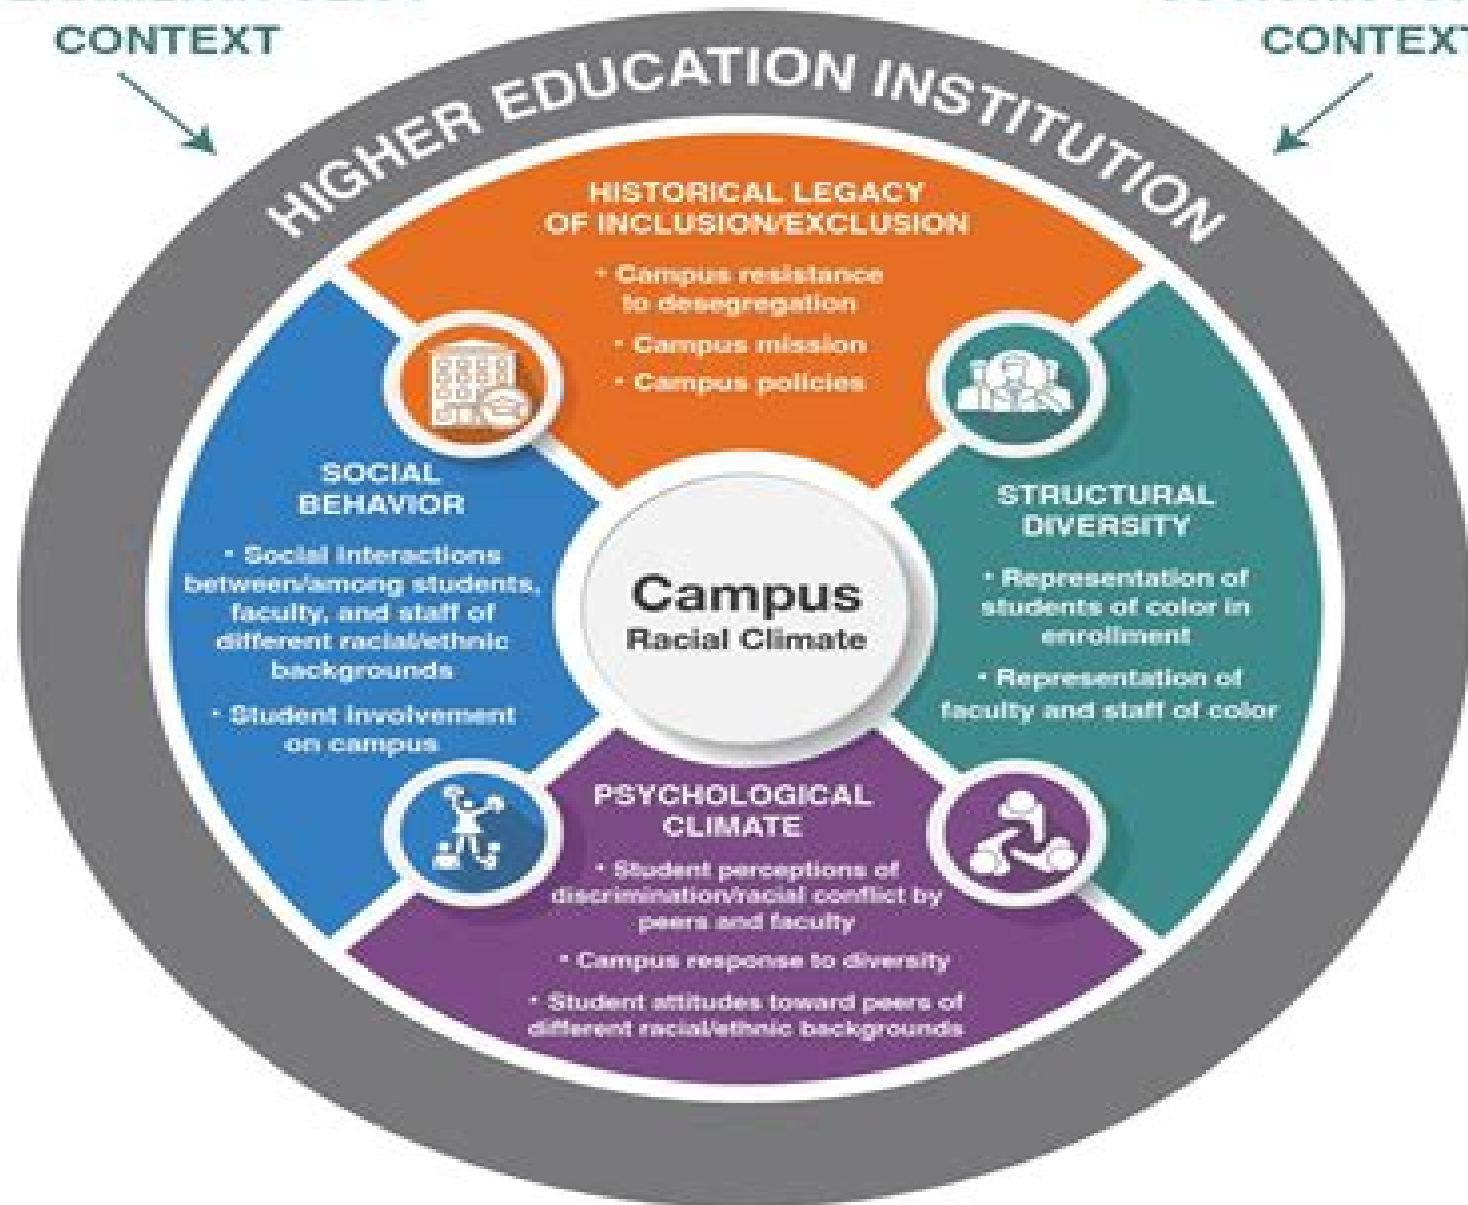 CONTEXT
CONTEXT
HIGHER EDUCATION INSTITUTION
HISTORICAL LEGACY
OF INCLUSION/EXCLUSION
• Campus resistance
to desegregation
• Campus mission
• Campus policies
SOCIAL
BEHAVIOR
• Social interactions
between/among students,
faculty, and staff of
different racial/ethnic
backgrounds
• Student involvement
on campus
Campus
Racial Climate
STRUCTURAL
DIVERSITY
• Representation of
students of color in
enrollment
• Representation of
faculty and staff of color
PSYCHOLOGICAL
CLIMATE
• Student perceptions of
discrimination/racial conflict by
peers and faculty
• Campus response to diversity
• Student attitudes toward peers of
different racial/ethnic backgrounds